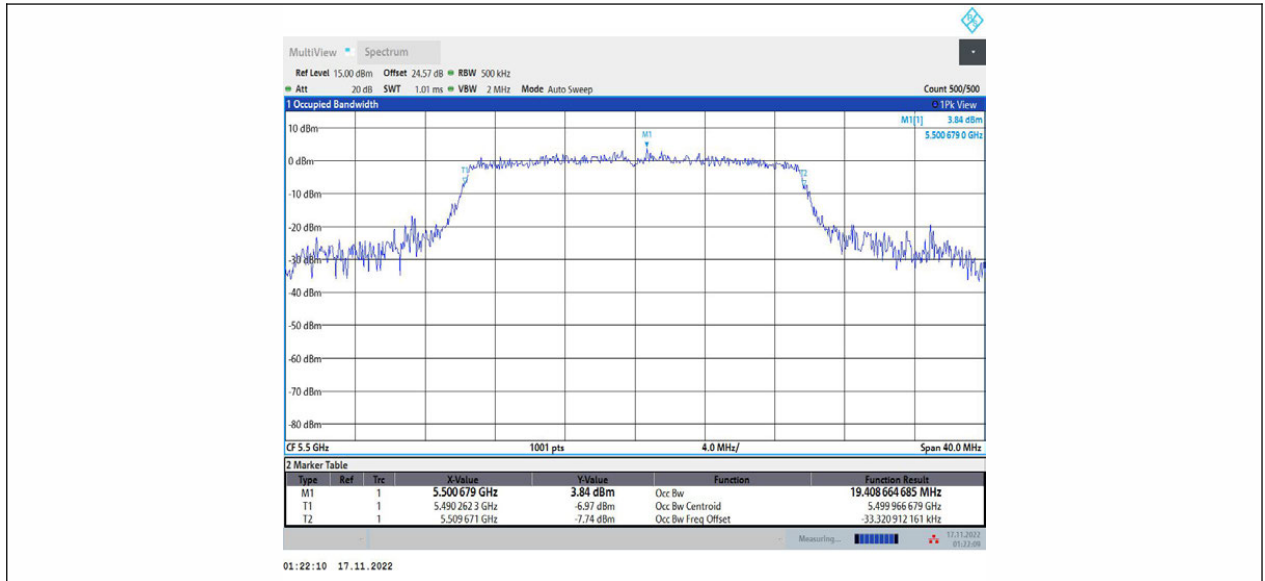 MultiView Spectrum
Ref Level 15.00 dBm Offset 24.57 dB RBW 500 kHz
Att 20 dB SWT 1.01 ms VBW 2 MHz Mode Auto Sweep Count 500/500
1 Occupied Bandwidth 1Pk View
M1[1] 3.84 dBm
5.500 679 0 GHz
10 dBm
M1
0 dBm
T1 T2
-10 dBm
-20 dBm
-30 dBm
-40 dBm
-50 dBm
-60 dBm
-70 dBm
-80 dBm
CF 5.5 GHz 1001 pts 4.0 MHz/ Span 40.0 MHz
2 Marker Table
Type Ref Trc X-Value Y-Value Function Function Result
M1 1 5.500 679 GHz 3.84 dBm Occ Bw 19.408 664 685 MHz
T1 1 5.490 262 3 GHz -6.97 dBm Occ Bw Centroid 5.499 966 679 GHz
T2 1 5.509 671 GHz -7.74 dBm Occ Bw Freq Offset -33.320 912 161 kHz
Measuring... 17.11.2022
01:22:09
01:22:10 17.11.2022